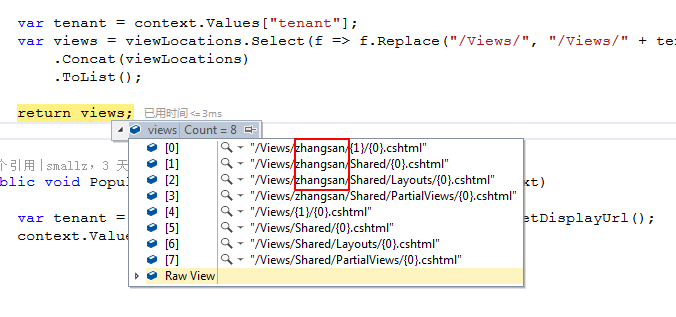 var tenant = context.Values["tenant"];
var views = viewLocations.Select(f => f.Replace("/Views/", "/Views/" + te
.Concat(viewLocations)
.ToList();
return views; 已用时间<=3ms
views Count = 8
[0] "/Views/zhangsan/{1}/{0}.cshtml"
[1] "/Views/zhangsan/Shared/{0}.cshtml"
[2] "/Views/zhangsan/Shared/Layouts/{0}.cshtml"
[3] "/Views/zhangsan/Shared/PartialViews/{0}.cshtml"
[4] "/Views/{1}/{0}.cshtml"
[5] "/Views/Shared/{0}.cshtml"
[6] "/Views/Shared/Layouts/{0}.cshtml"
[7] "/Views/Shared/PartialViews/{0}.cshtml"
Raw View
个引用|smallz, 3 天
blic void Popu xt)
var tenant = etDisplayUrl();
context.Value